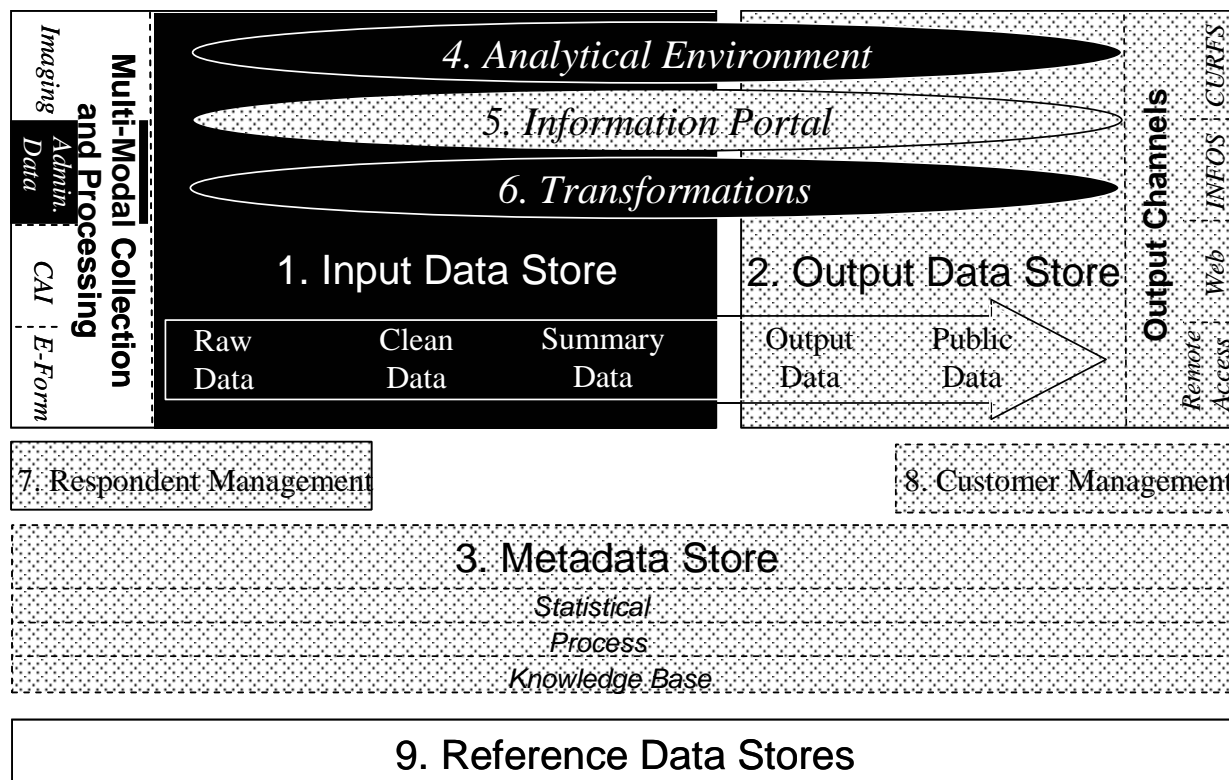 Imaging
Admin.
Data
CAI
E-Form
Multi-Modal Collection
and Processing
4. Analytical Environment
5. Information Portal
6. Transformations
1. Input Data Store
2. Output Data Store
Raw
Data
Clean
Data
Summary
Data
Output
Data
Public
Data
Output Channels
CURFS
INFOS
Web
Remote
Access
7. Respondent Management
8. Customer Management
3. Metadata Store
Statistical
Process
Knowledge Base
9. Reference Data Stores